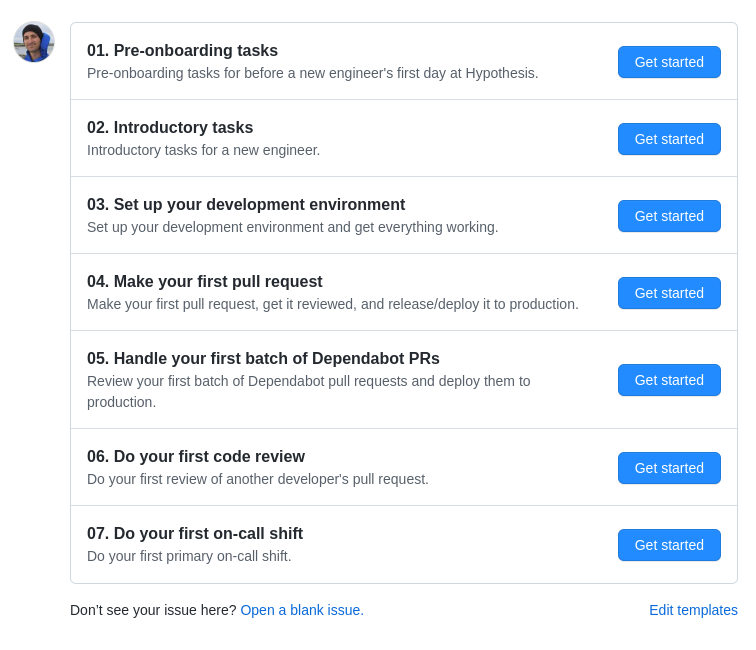 01. Pre-onboarding tasks
Pre-onboarding tasks for before a new engineer's first day at Hypothesis.
Get started
02. Introductory tasks
Introductory tasks for a new engineer.
Get started
03. Set up your development environment
Set up your development environment and get everything working.
Get started
04. Make your first pull request
Make your first pull request, get it reviewed, and release/deploy it to production.
Get started
05. Handle your first batch of Dependabot PRs
Review your first batch of Dependabot pull requests and deploy them to
production.
Get started
06. Do your first code review
Do your first review of another developer's pull request.
Get started
07. Do your first on-call shift
Do your first primary on-call shift.
Get started
Don’t see your issue here? Open a blank issue.
Edit templates